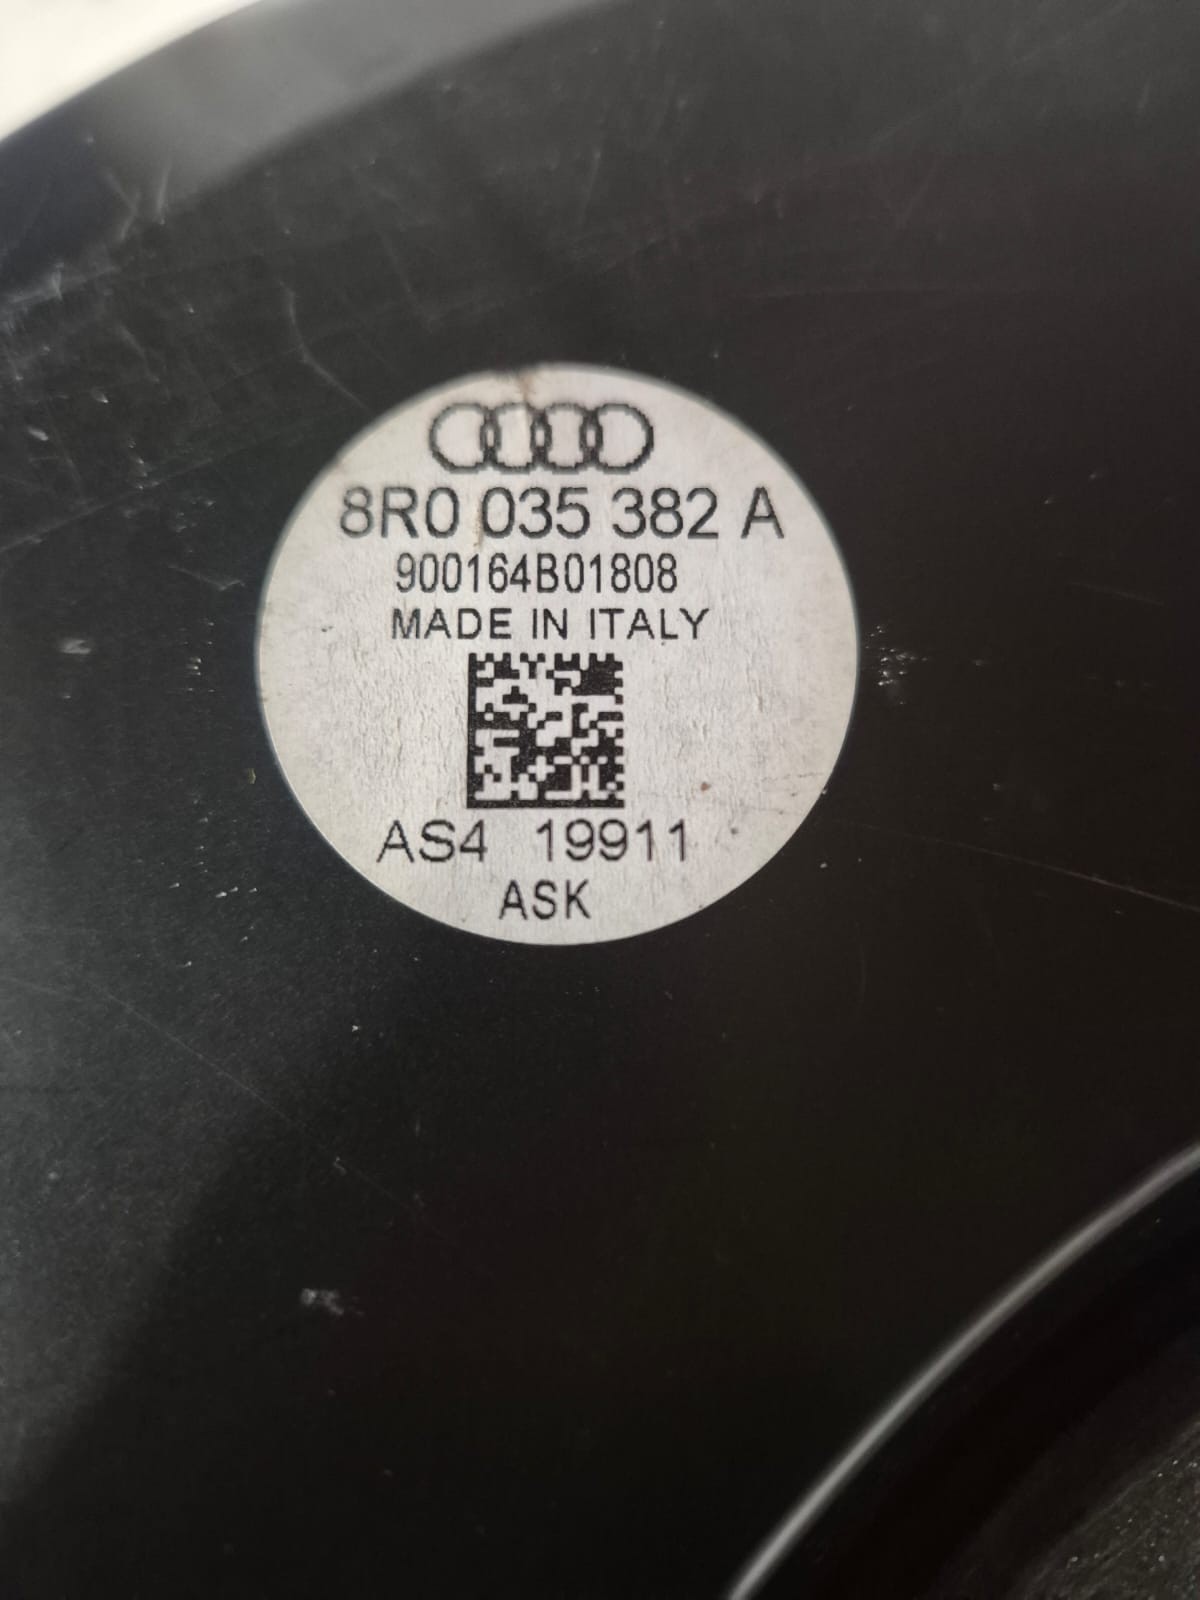 8R0 035 382 A
900164B01808
MADE IN ITALY
AS4 19911
ASK